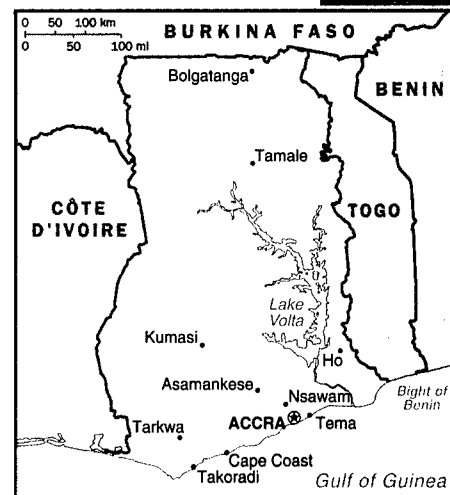 0 50 100 km
0 50 100 mi
BURKINA FASO
Bolgatanga
BENIN
Tamale
CÔTE
D'IVOIRE
TOGO
Lake
Volta
Kumasi
Ho
Asamankese
Nsawam
Bight of
Benin
ACCRA
Tema
Tarkwa
Cape Coast
Takoradi
Gulf of Guinea